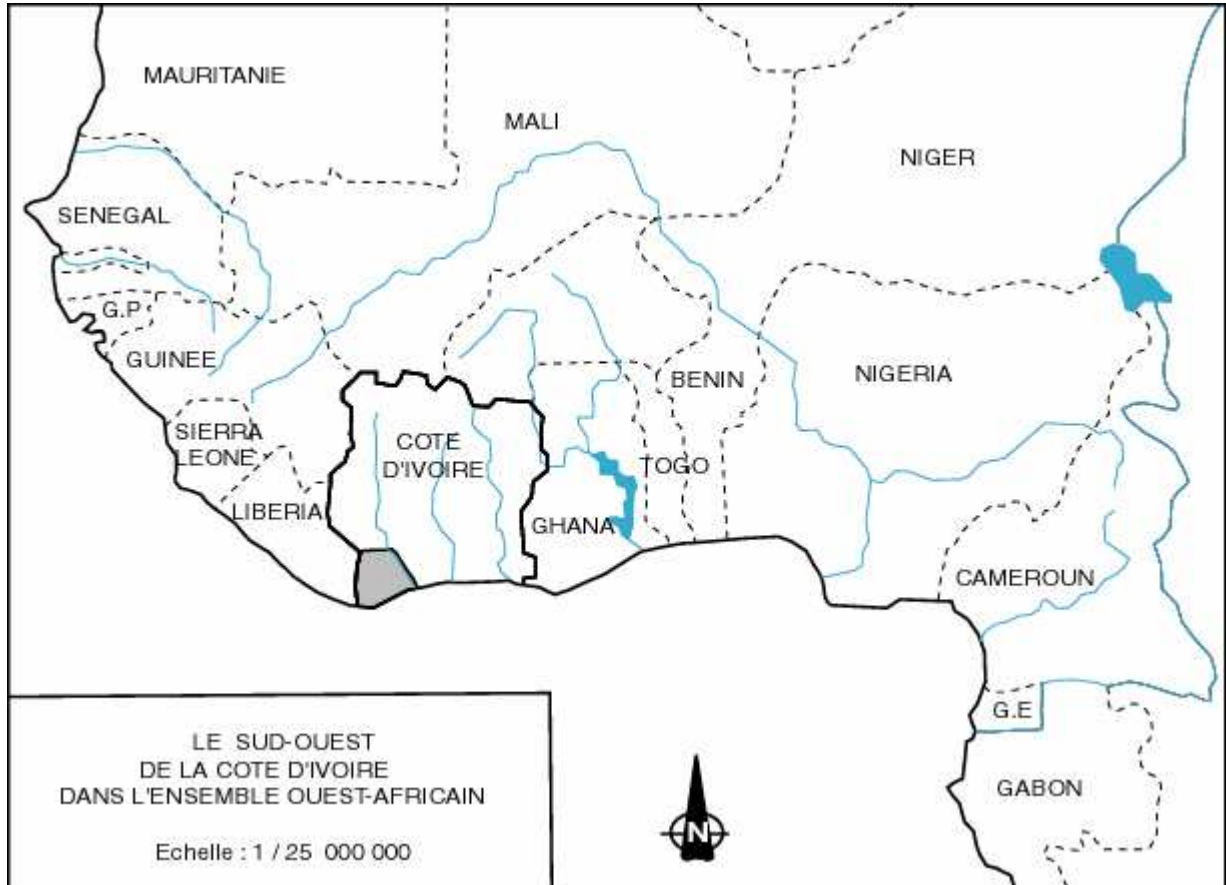 MAURITANIE
MALI
NIGER
SENEGAL
G.P
GUINEE
BENIN
NIGERIA
SIERRA
LEONE
COTE
D'IVOIRE
TOGO
LIBERIA
GHANA
CAMEROUN
G.E
GABON
LE SUD-OUEST
DE LA COTE D'IVOIRE
DANS L'ENSEMBLE OUEST-AFRICAIN
Echelle : 1 / 25 000 000
N